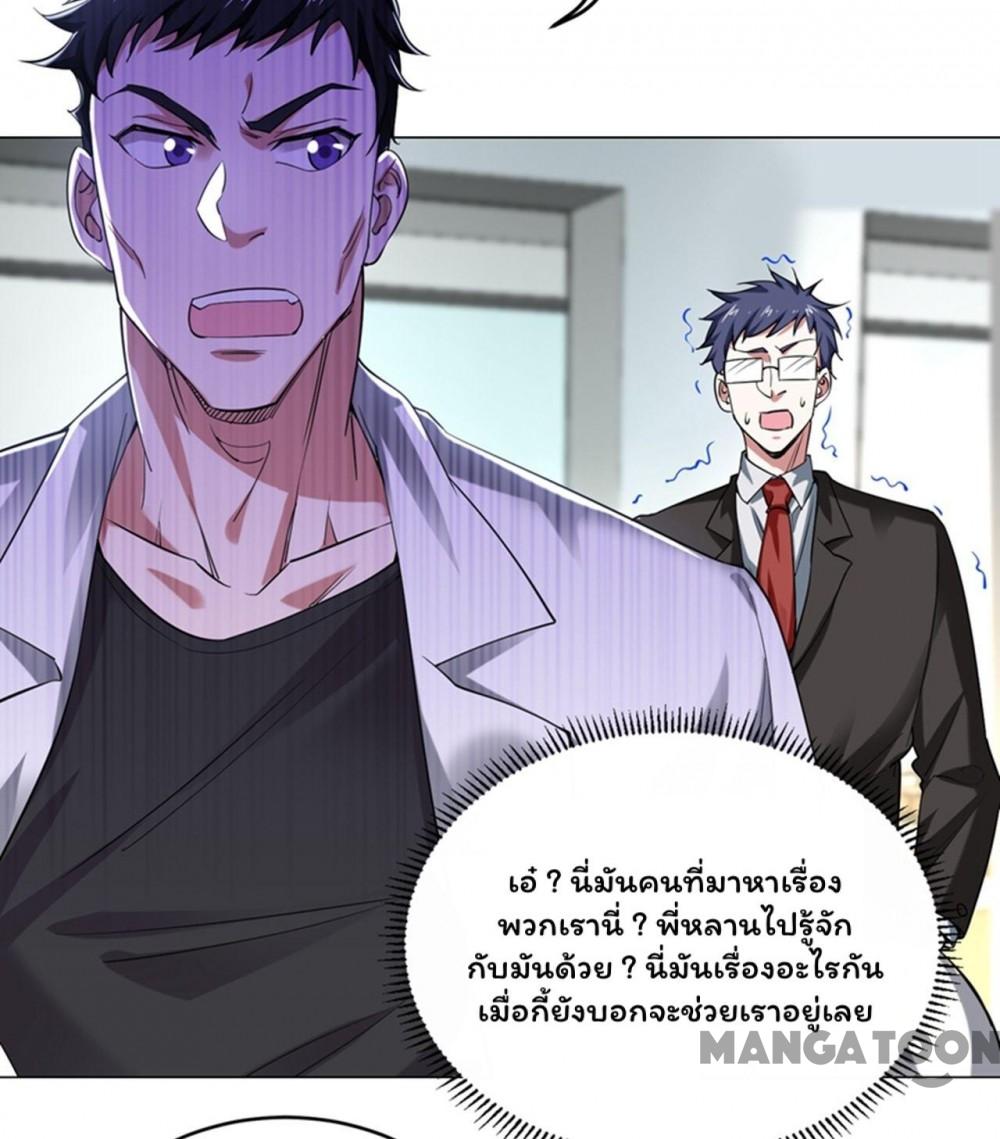 เอ๋ ? นี่มันคนที่มาหาเรื่อง
พวกเรานี่ ? พี่หลานไปรู้จัก
กับมันด้วย ? นี่มันเรื่องอะไรกัน
เมื่อกี้ยังบอกจะช่วยเราอยู่เลย
MANGATOON